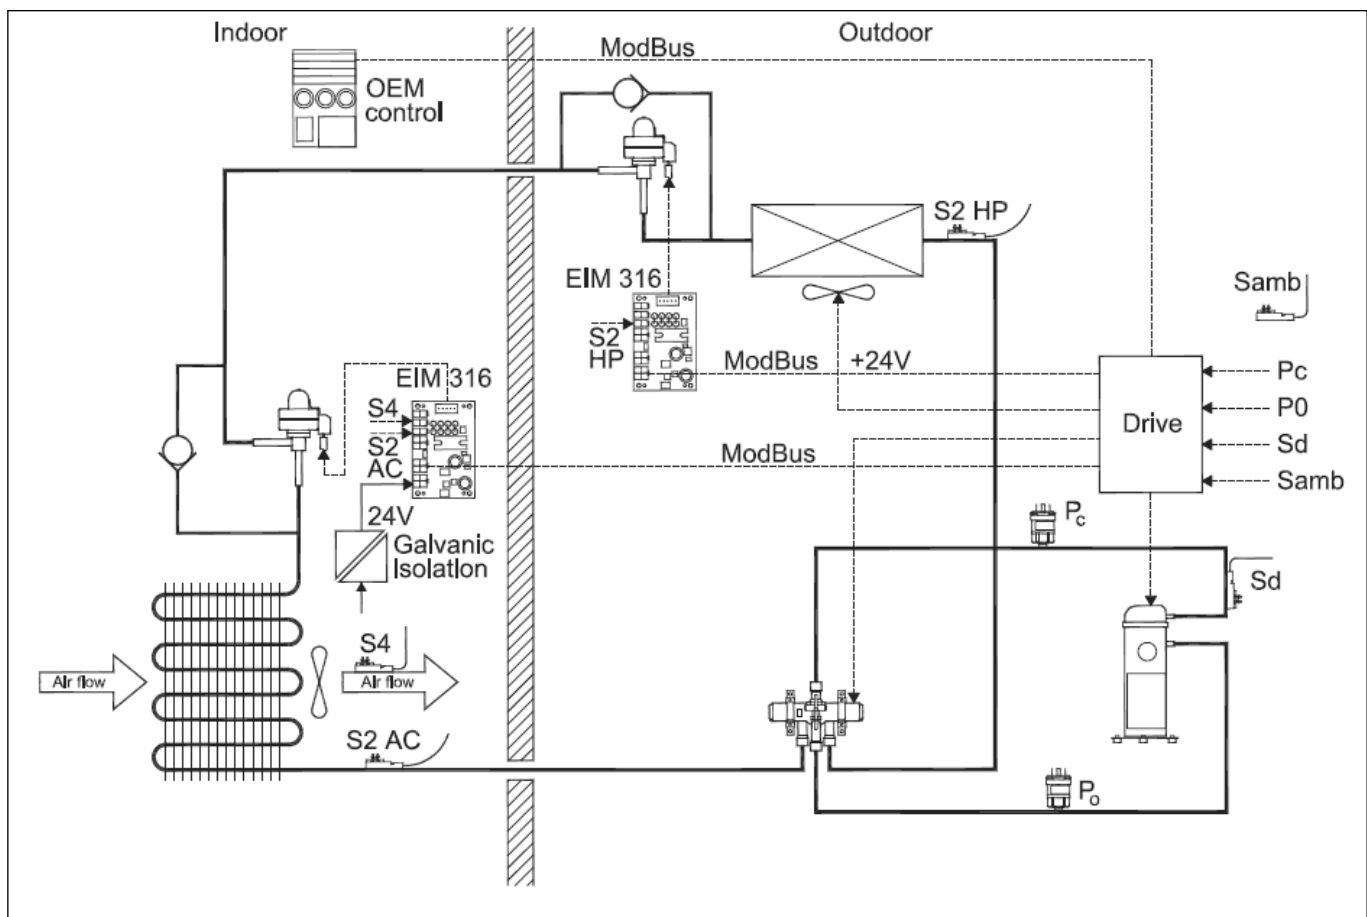 Indoor
Outdoor
ModBus
OEM
control
S2 HP
EIM 316
Samb
S2
HP
ModBus
+24V
Pc
EIM 316
P0
S4
Drive
S2
AC
ModBus
Sd
Samb
24V
Pc
Galvanic
Isolation
Sd
S4
Air flow
Air flow
S2 AC
Po